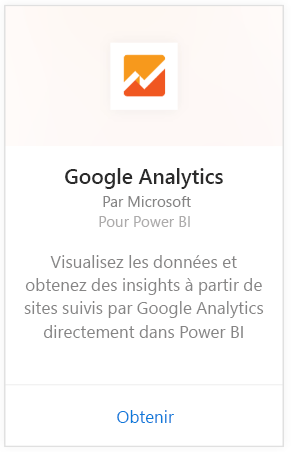 Google Analytics
Par Microsoft
Pour Power BI
Visualisez les données et
obtenez des insights à partir de
sites suivis par Google Analytics
directement dans Power BI
Obtenir